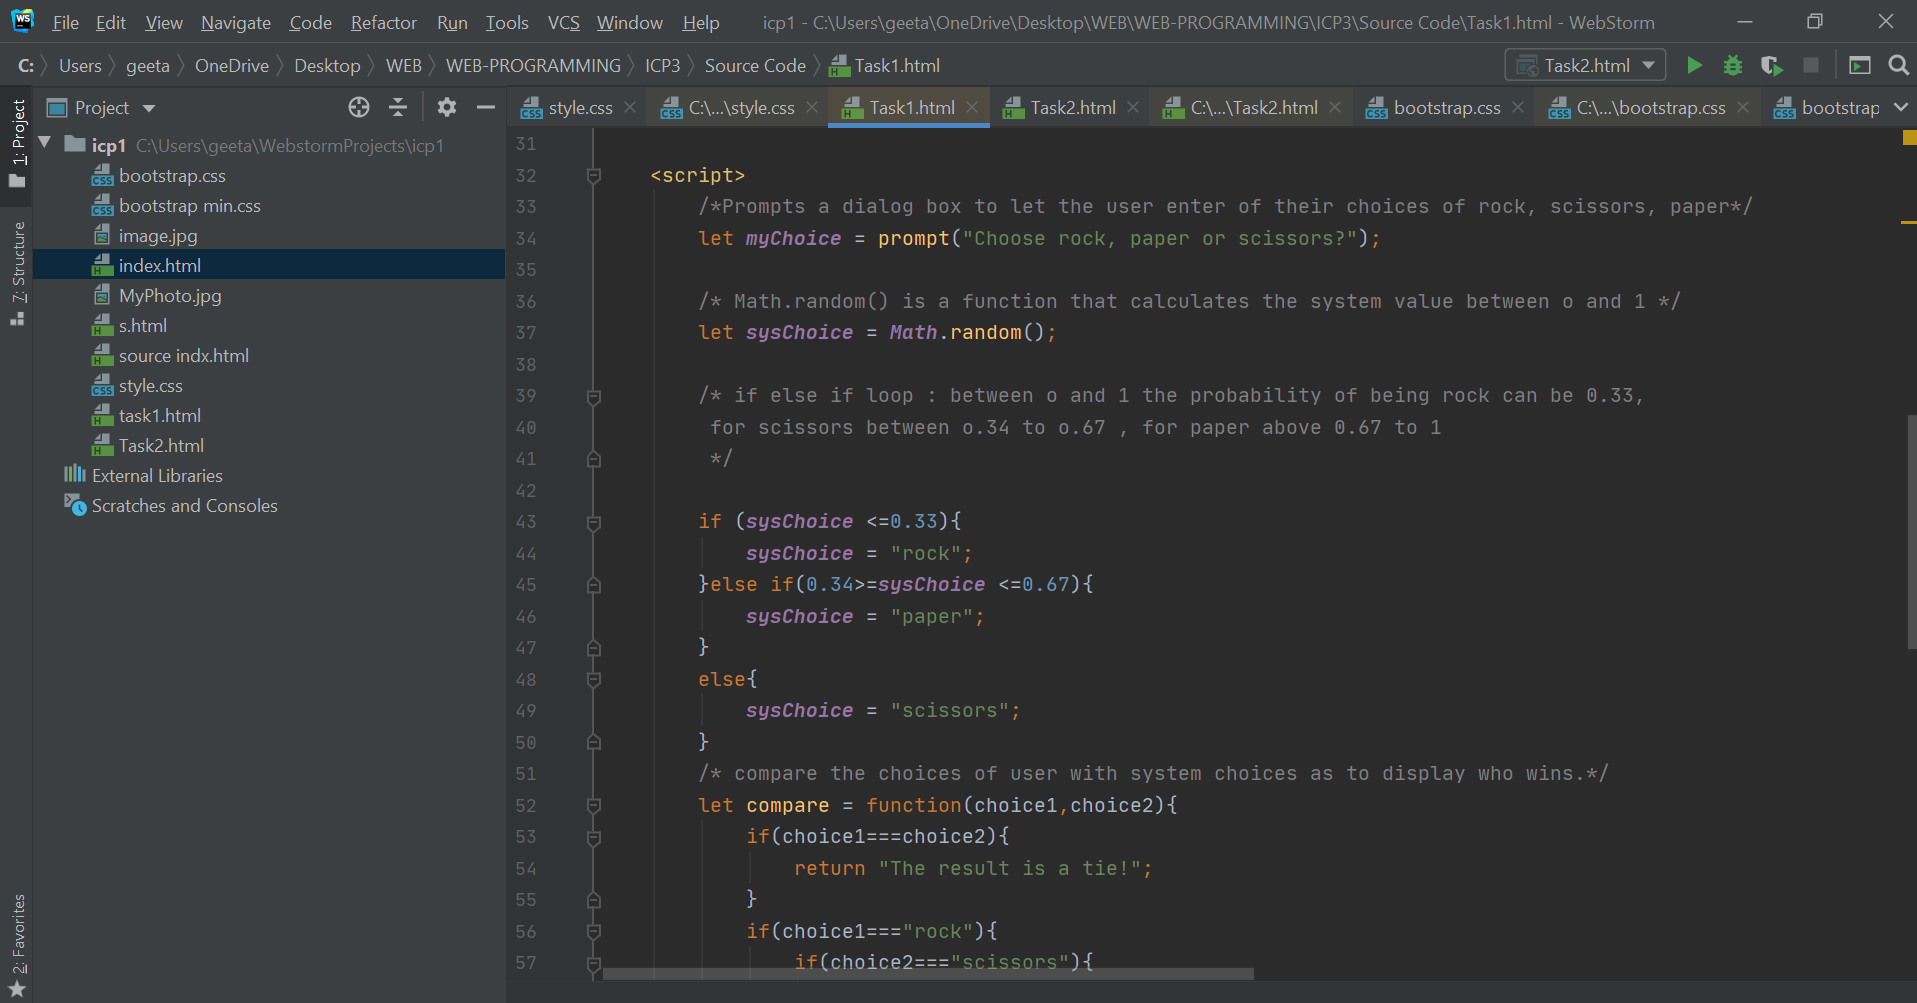 File Edit View Navigate Code Refactor Run Tools VCS Window Help icp1 - C:\Users\geeta\OneDrive\Desktop\WEB\WEB-PROGRAMMING\ICP3\Source Code\Task1.html - WebStorm
C: Users geeta OneDrive Desktop WEB WEB-PROGRAMMING ICP3 Source Code Task1.html Task2.html
Project
style.css C:\...\style.css Task1.html Task2.html C:\...\Task2.html bootstrap.css C:\...\bootstrap.css bootstrap
1: Project
7: Structure
2: Favorites
icp1 C:\Users\geeta\WebstormProjects\icp1
bootstrap.css
bootstrap min.css
image.jpg
index.html
MyPhoto.jpg
s.html
source indx.html
style.css
task1.html
Task2.html
External Libraries
Scratches and Consoles
31
32 <script>
33 /*Prompts a dialog box to let the user enter of their choices of rock, scissors, paper*/
34 let myChoice = prompt("Choose rock, paper or scissors?");
35
36 /* Math.random() is a function that calculates the system value between o and 1 */
37 let sysChoice = Math.random();
38
39 /* if else if loop : between o and 1 the probability of being rock can be 0.33,
40 for scissors between o.34 to o.67 , for paper above 0.67 to 1
41 */
42
43 if (sysChoice <=0.33){
44 sysChoice = "rock";
45 }else if(0.34>=sysChoice <=0.67){
46 sysChoice = "paper";
47 }
48 else{
49 sysChoice = "scissors";
50 }
51 /* compare the choices of user with system choices as to display who wins.*/
52 let compare = function(choice1,choice2){
53 if(choice1===choice2){
54 return "The result is a tie!";
55 }
56 if(choice1==="rock"){
57 if(choice2==="scissors"){